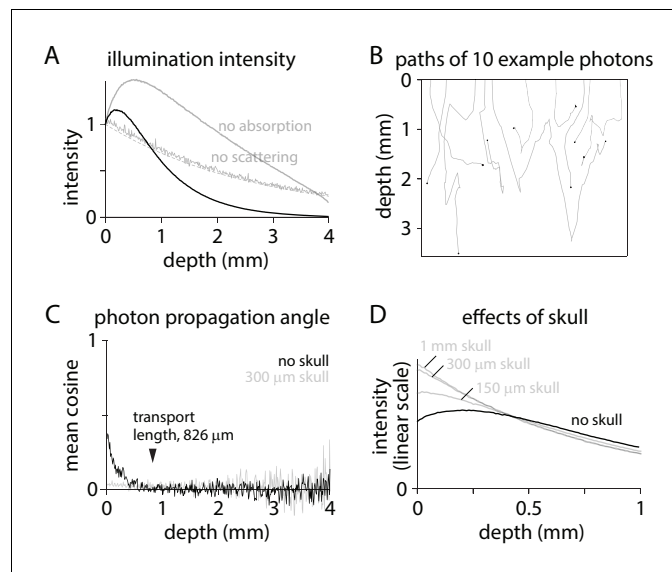 A illumination intensity
intensity
1
0
no absorption
no scattering
0 1 2 3 4
depth (mm)
B paths of 10 example photons
depth (mm)
0
1
2
3
C photon propagation angle
mean cosine
1
0
no skull
300 μm skull
transport
length, 826 μm
0 1 2 3 4
depth (mm)
D effects of skull
intensity
(linear scale)
1 mm skull
300 μm skull
150 μm skull
no skull
0
0 0.5 1
depth (mm)